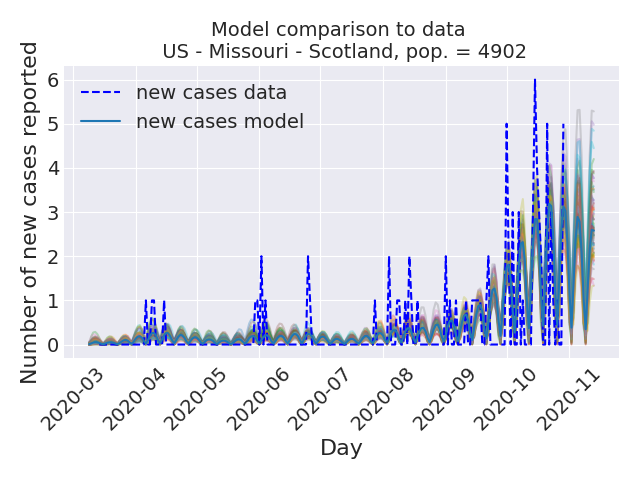 Model comparison to data
US - Missouri - Scotland, pop. = 4902
Number of new cases reported
6
5
4
3
2
1
0
new cases data
new cases model
2020-03
2020-04
2020-05
2020-06
2020-07
2020-08
2020-09
2020-10
2020-11
Day